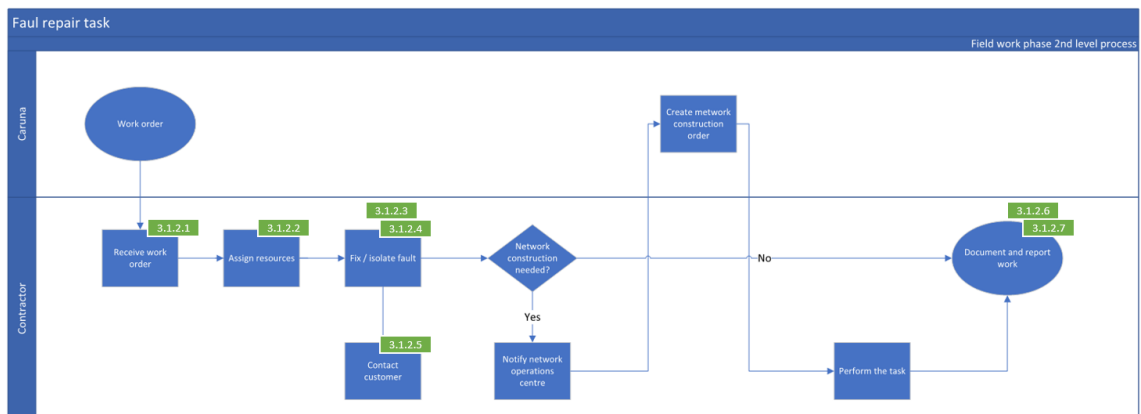 Faul repair task
Field work phase 2nd level process
Caruna
Work order
Create metwork
construction
order
Contractor
3.1.2.1
Receive work
order
3.1.2.2
Assign resources
3.1.2.3
3.1.2.4
Fix / isolate fault
3.1.2.5
Contact
customer
Network
construction
needed?
Yes
No
Notify network
operations
centre
Perform the task
3.1.2.6
3.1.2.7
Document and report
work